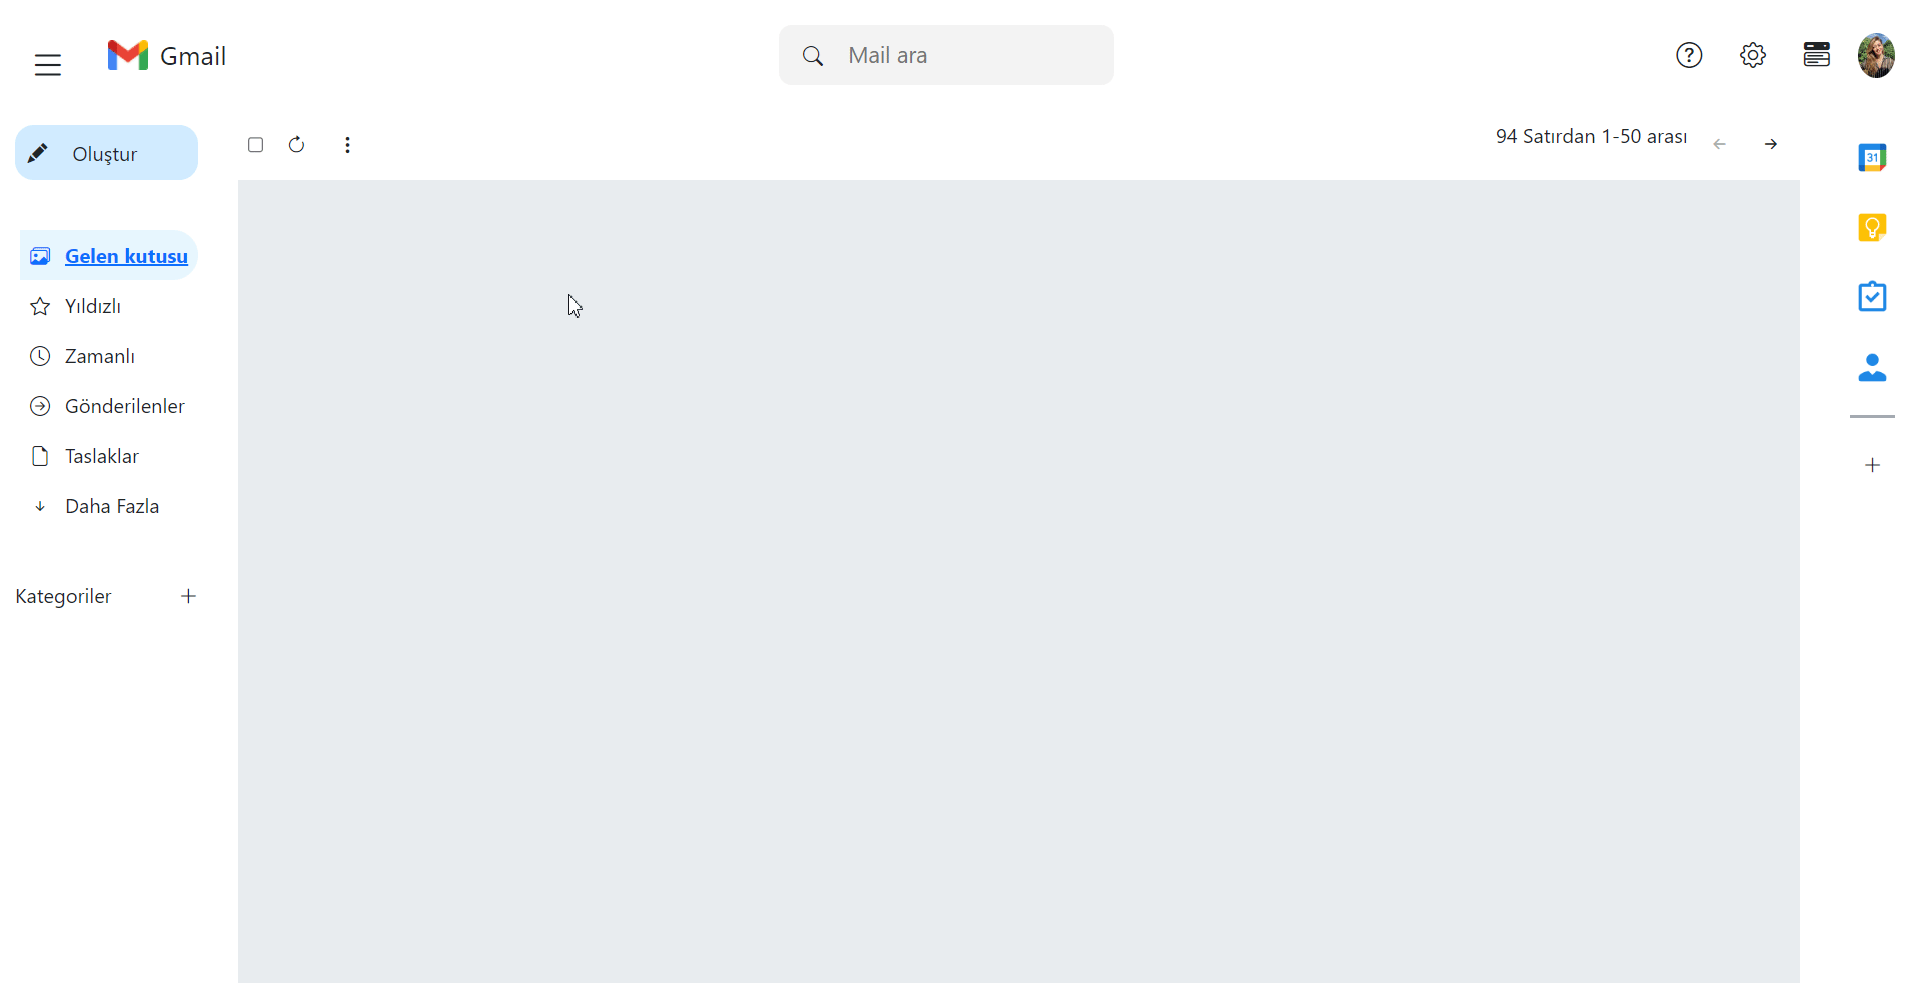 Gmail
Mail ara
Oluştur
94 Satırdan 1-50 arası
31
Gelen kutusu
Yıldızlı
Zamanlı
Gönderilenler
Taslaklar
Daha Fazla
Kategoriler